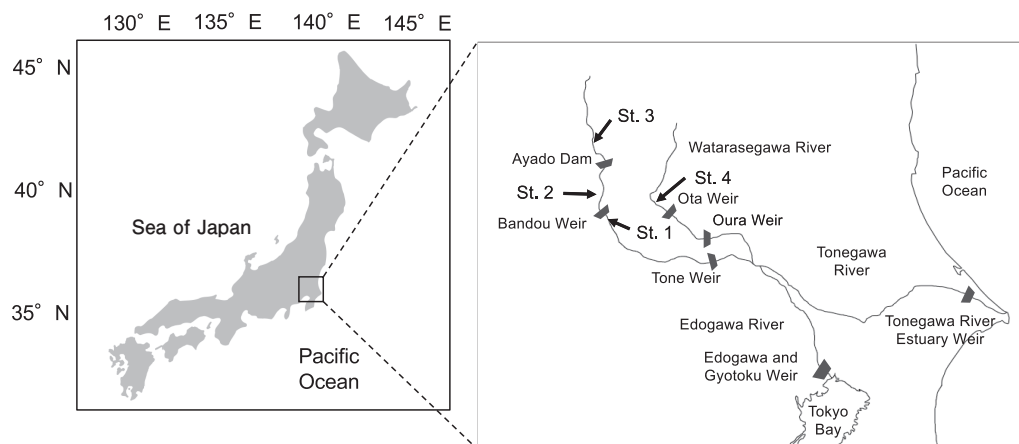 130° E 135° E 140° E 145° E
45° N
40° N
35° N
Sea of Japan
Pacific
Ocean
St. 3
Ayado Dam
Watarasegawa River
St. 2
St. 4
Ota Weir
Bandou Weir
St. 1
Oura Weir
Tone Weir
Pacific
Ocean
Tonegawa
River
Edogawa River
Tonegawa River
Estuary Weir
Edogawa and
Gyotoku Weir
Tokyo
Bay